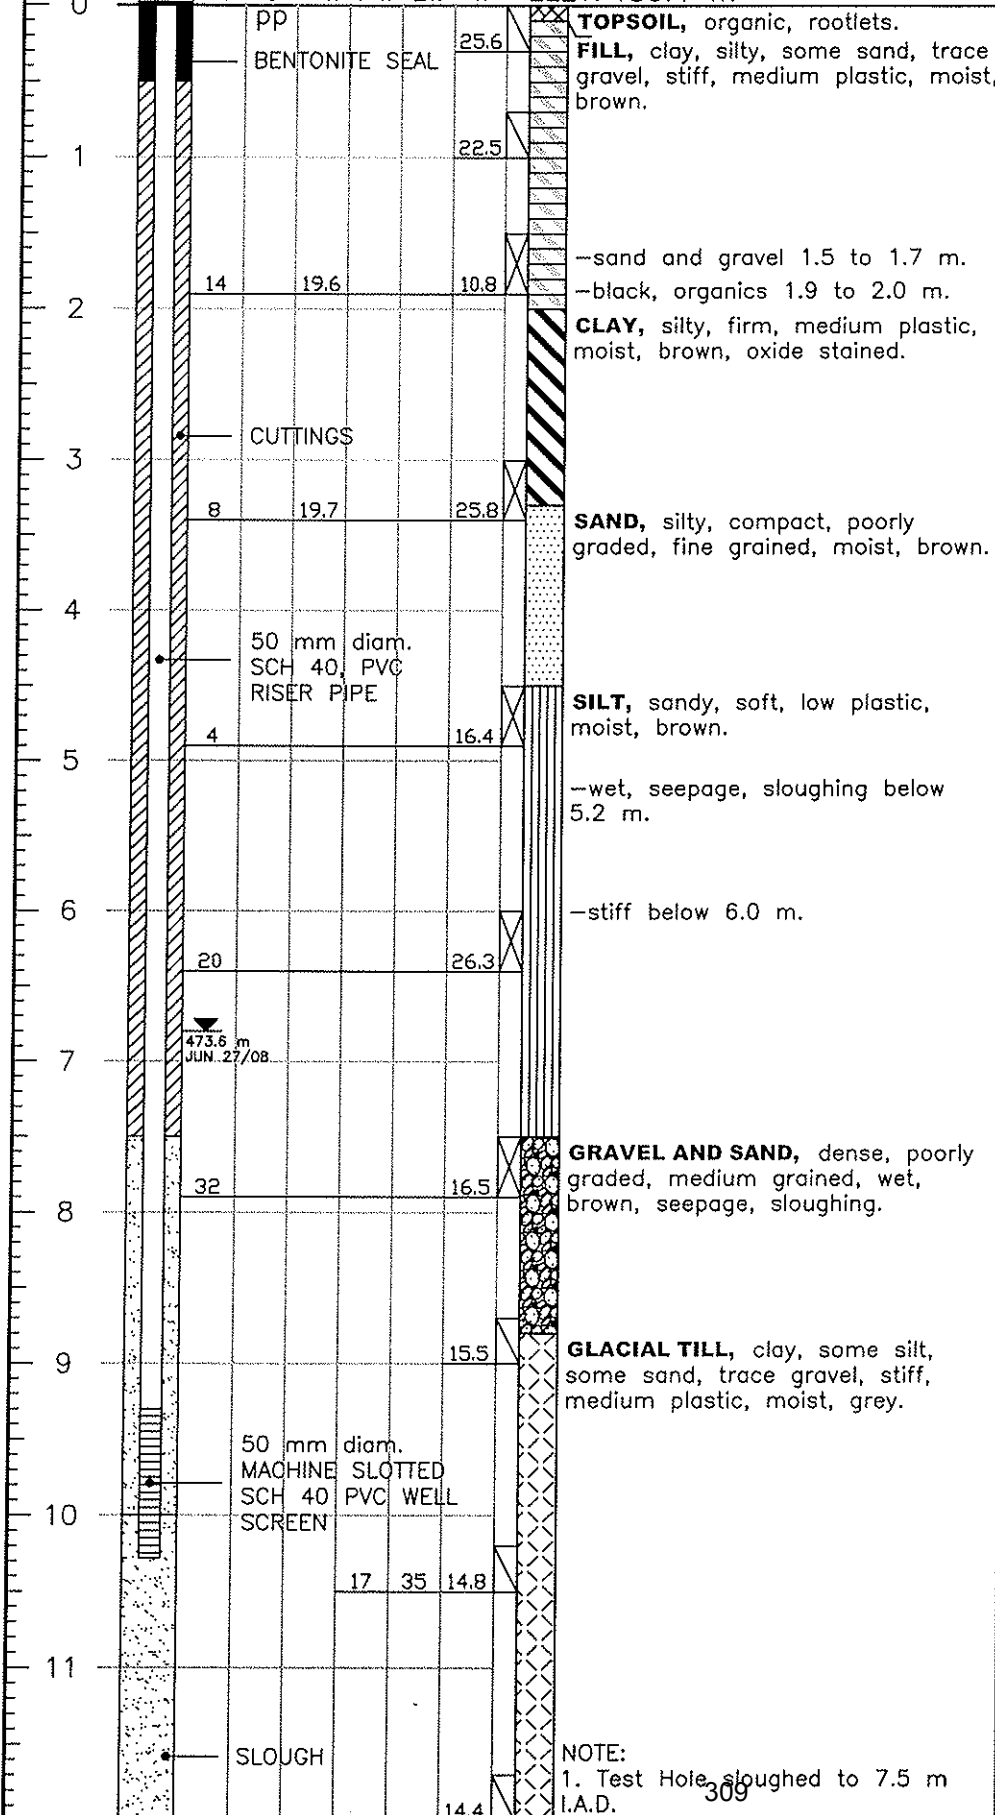 0
PP
BENTONITE SEAL
25.6
TOPSOIL, organic, rootlets.
FILL, clay, silty, some sand, trace
gravel, stiff, medium plastic, moist,
brown.
1
22.5
-sand and gravel 1.5 to 1.7 m.
14 19.6 10.8
-black, organics 1.9 to 2.0 m.
2
CLAY, silty, firm, medium plastic,
moist, brown, oxide stained.
CUTTINGS
3
8 19.7 25.8
SAND, silty, compact, poorly
graded, fine grained, moist, brown.
4
50 mm diam.
SCH 40, PVC
RISER PIPE
SILT, sandy, soft, low plastic,
moist, brown.
4 16.4
5
-wet, seepage, sloughing below
5.2 m.
6
-stiff below 6.0 m.
20 26.3
473.6 m
JUN 27/08
7
GRAVEL AND SAND, dense, poorly
graded, medium grained, wet,
brown, seepage, sloughing.
32 16.5
8
15.5
9
GLACIAL TILL, clay, some silt,
some sand, trace gravel, stiff,
medium plastic, moist, grey.
50 mm diam.
MACHINE SLOTTED
SCH 40 PVC WELL
SCREEN
10
17 35 14.8
11
SLOUGH
NOTE:
1. Test Hole sloughed to 7.5 m
I.A.D.
309
14.4